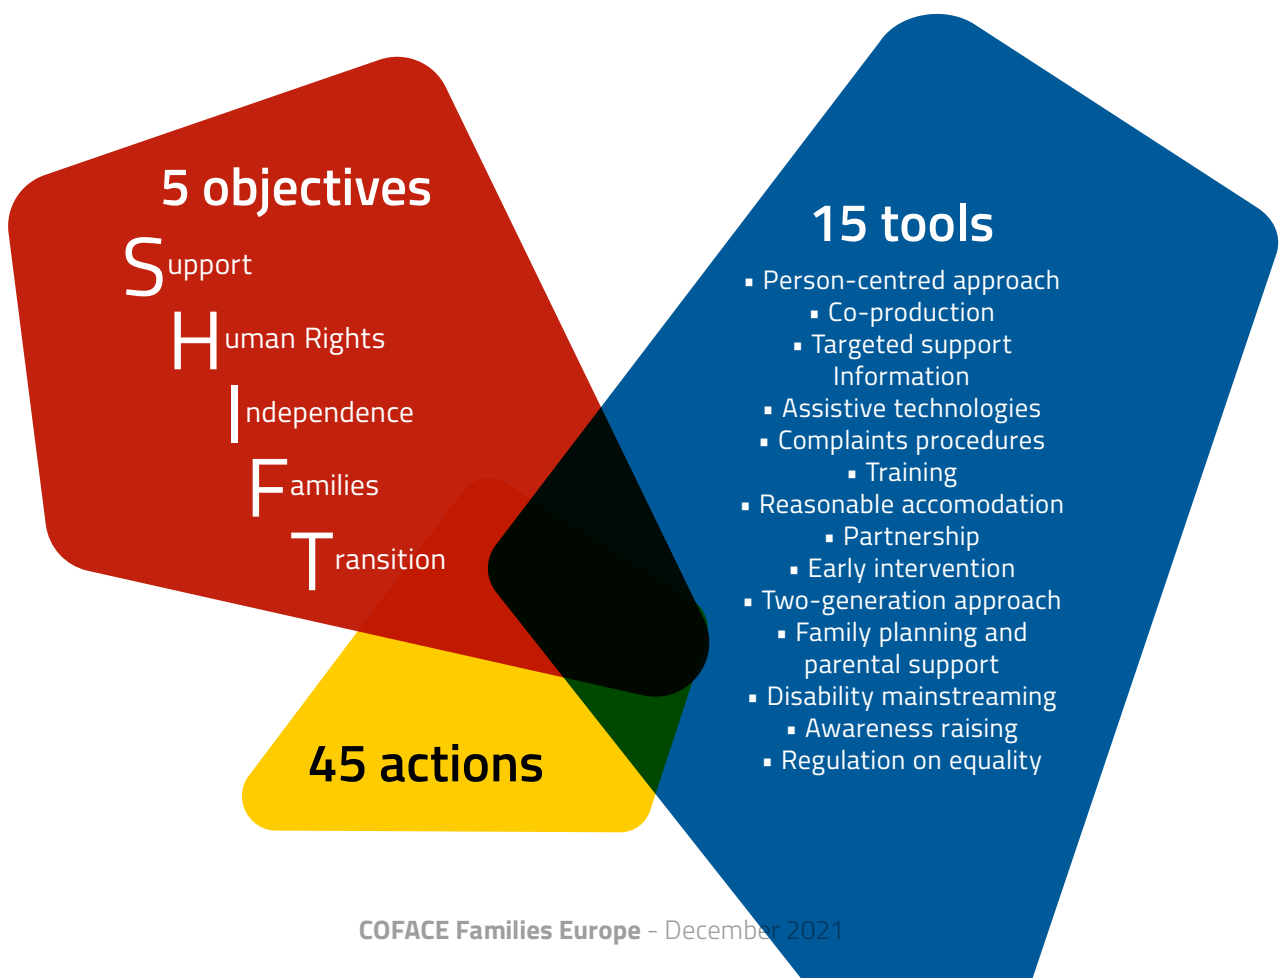 5 objectives
Support
Human Rights
Independence
Families
Transition
45 actions
15 tools
▪ Person-centred approach
▪ Co-production
▪ Targeted support
Information
▪ Assistive technologies
▪ Complaints procedures
▪ Training
▪ Reasonable accomodation
▪ Partnership
▪ Early intervention
▪ Two-generation approach
▪ Family planning and
parental support
▪ Disability mainstreaming
▪ Awareness raising
▪ Regulation on equality
COFACE Families Europe - December 2021